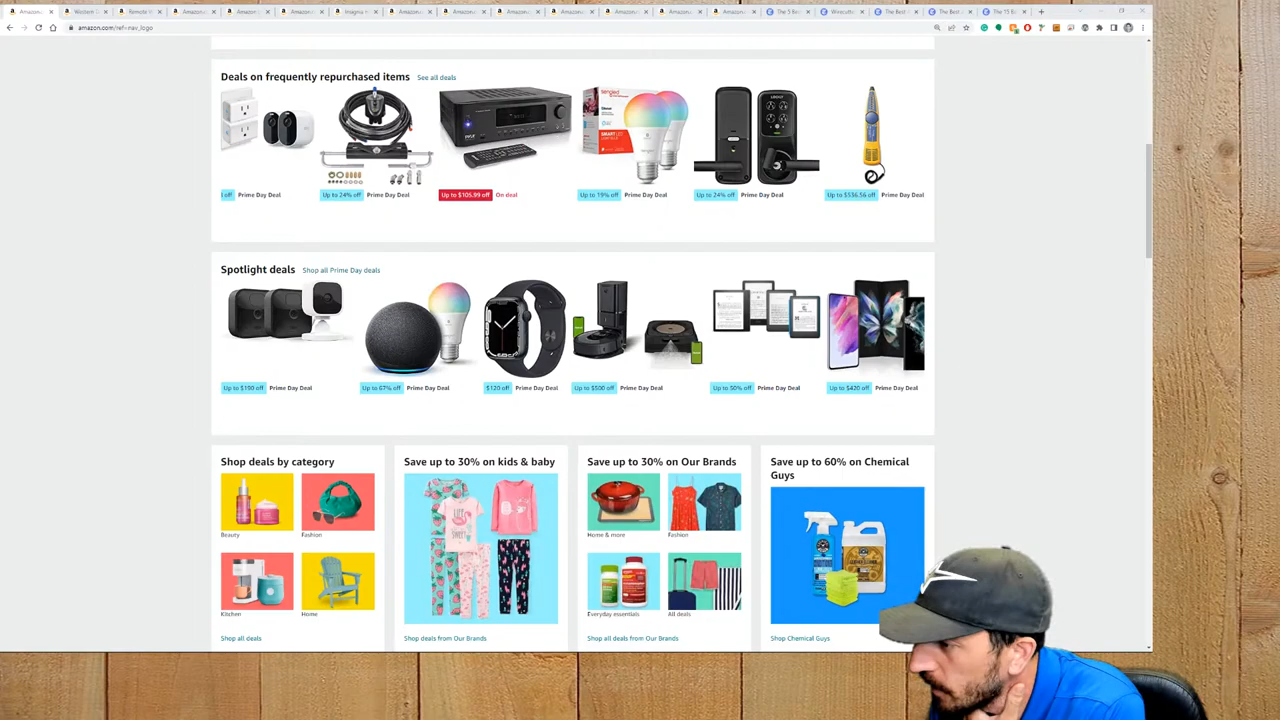 amazon.com/ref=nav_logo
Deals on frequently repurchased items See all deals
off Prime Day Deal
Up to 24% off Prime Day Deal
Up to $105.99 off On deal
Up to 19% off Prime Day Deal
Up to 24% off Prime Day Deal
Up to $536.56 off Prime Day Deal
Spotlight deals Shop all Prime Day deals
Up to $190 off Prime Day Deal
Up to 67% off Prime Day Deal
$120 off Prime Day Deal
Up to $500 off Prime Day Deal
Up to 50% off Prime Day Deal
Up to $420 off Prime Day Deal
Shop deals by category
Beauty
Fashion
Kitchen
Home
Shop all deals
Save up to 30% on kids & baby
Shop deals from Our Brands
Save up to 30% on Our Brands
Home & more
Fashion
Everyday essentials
All deals
Shop all deals from Our Brands
Save up to 60% on Chemical
Guys
Shop Chemical Guys